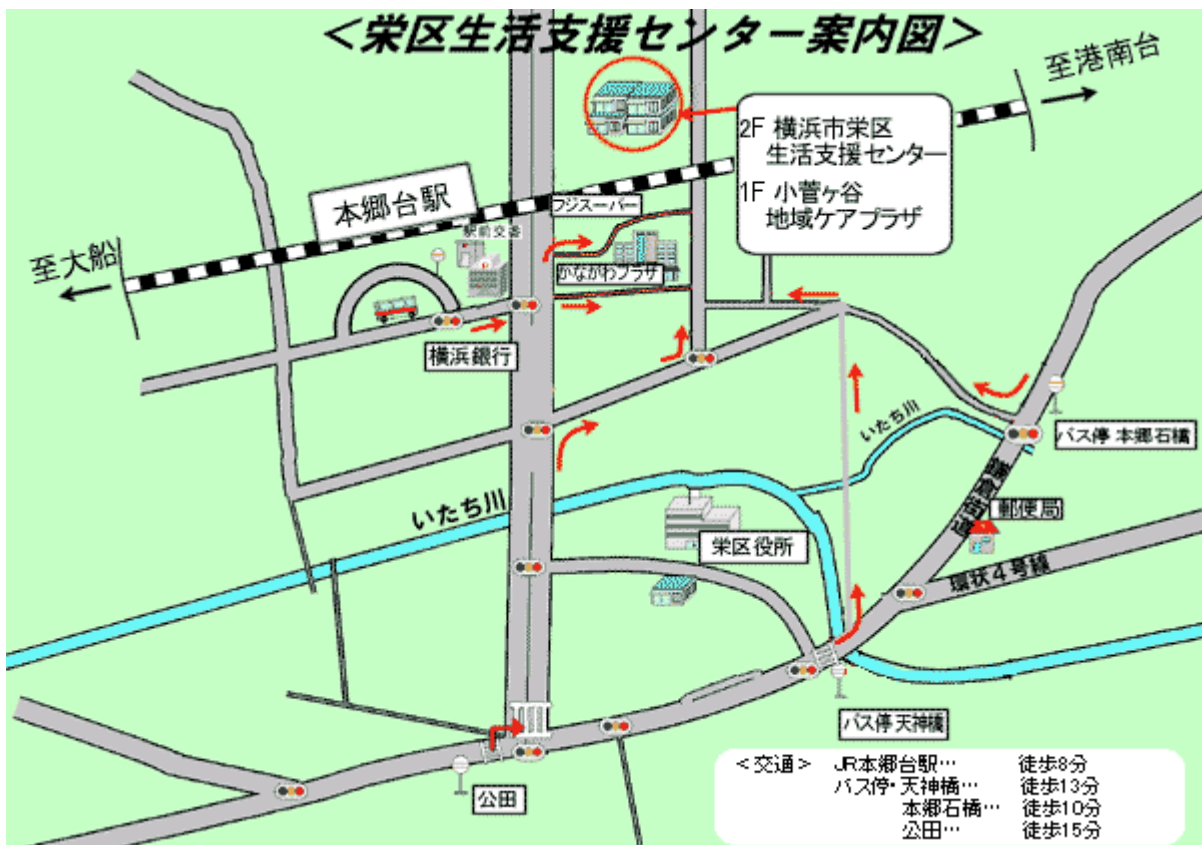 ＜栄区生活支援センター案内図＞
至港南台
2F 横浜市栄区
生活支援センター
1F 小菅ヶ谷
地域ケアプラザ
本郷台駅
フジスーパー
駅前交番
至大船
かながわプラザ
横浜銀行
いたち川
バス停 本郷石橋
鎌倉街道
いたち川
郵便局
栄区役所
環状4号線
バス停 天神橋
公田
＜交通＞ JR本郷台駅… 徒歩8分
バス停・天神橋… 徒歩13分
本郷石橋… 徒歩10分
公田… 徒歩15分